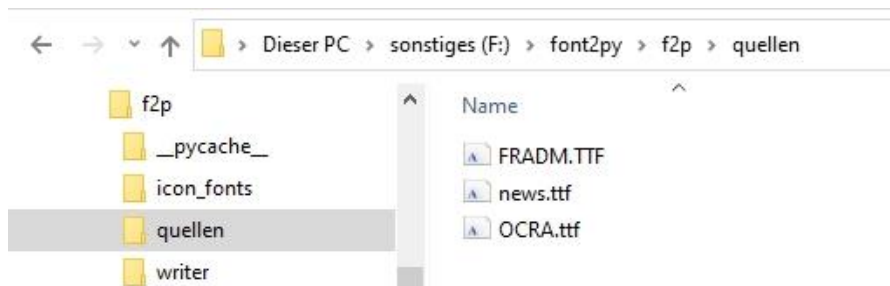 Dieser PC > sonstiges (F:) > font2py > f2p > quellen
f2p
__pycache__
icon_fonts
quellen
writer
Name
FRADM.TTF
news.ttf
OCRA.ttf